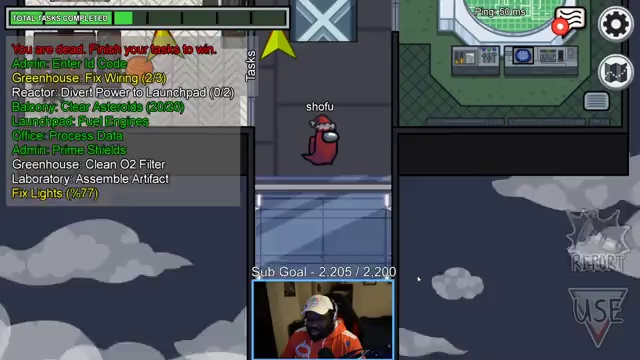 TOTAL TASKS COMPLETED
Ping: 50 ms
You are dead. Finish your tasks to win.
Admin: Enter Id Code
Greenhouse: Fix Wiring (2/3)
Reactor: Divert Power to Launchpad (0/2)
Balcony: Clear Asteroids (20/20)
Launchpad: Fuel Engines
Office: Process Data
Admin: Prime Shields
Greenhouse: Clean O2 Filter
Laboratory: Assemble Artifact
Fix Lights (%77)
Tasks
shofu
Sub Goal - 2,205 / 2,200
REPORT
USE